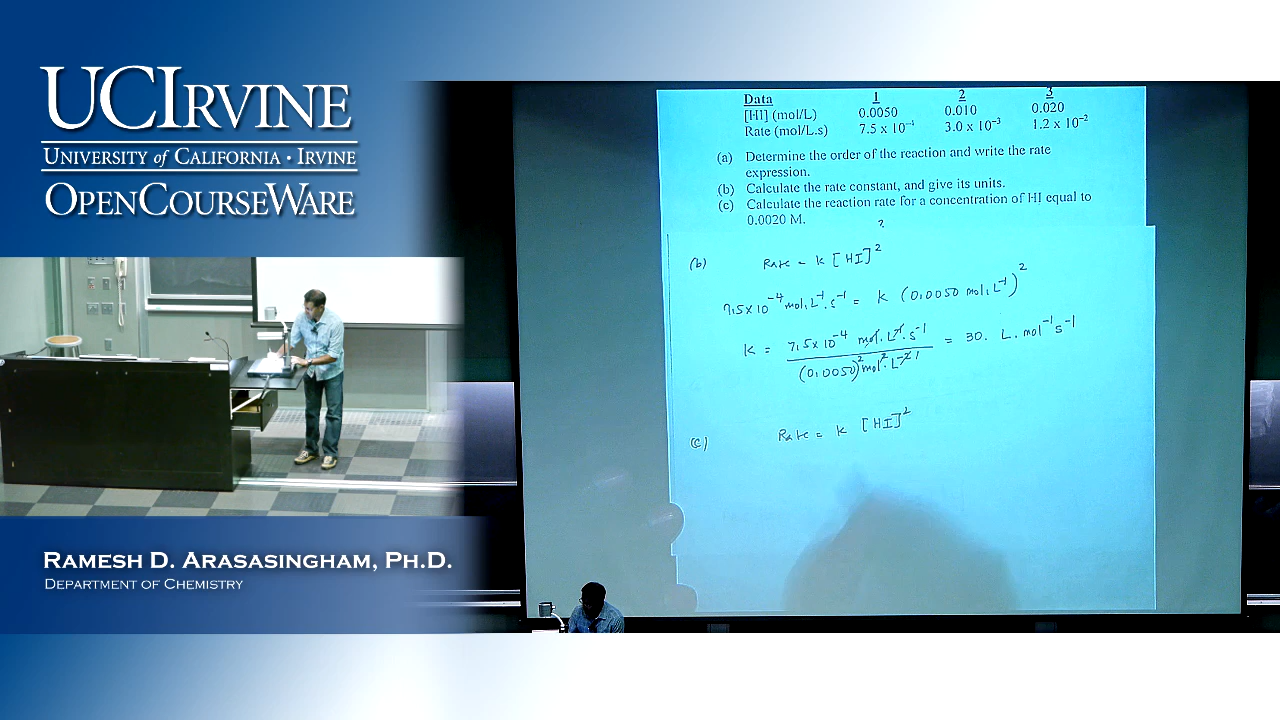 UCIRVINE
UNIVERSITY of CALIFORNIA · IRVINE
OPENCOURSEWARE
RAMESH D. ARASASINGHAM, PH.D.
DEPARTMENT OF CHEMISTRY
Data 1 2 3
[HI] (mol/L) 0.0050 0.010 0.020
Rate (mol/L.s) 7.5 x 10⁻⁴ 3.0 x 10⁻³ 1.2 x 10⁻²
(a) Determine the order of the reaction and write the rate
expression.
(b) Calculate the rate constant, and give its units.
(c) Calculate the reaction rate for a concentration of HI equal to
0.0020 M.
?
(b) Rate = k [HI]²
7.5x10⁻⁴ mol.L⁻¹.s⁻¹ = k (0.0050 mol.L⁻¹)²
k = 7.5x10⁻⁴ mol.L⁻¹.s⁻¹ = 30. L.mol⁻¹s⁻¹
(0.0050)² mol².L⁻² ¹
(c) Rate = k [HI]²